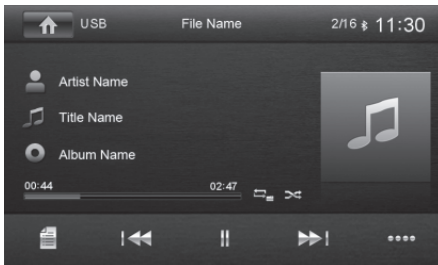 USB File Name 2/16 11:30
Artist Name
Title Name
Album Name
00:44 02:47